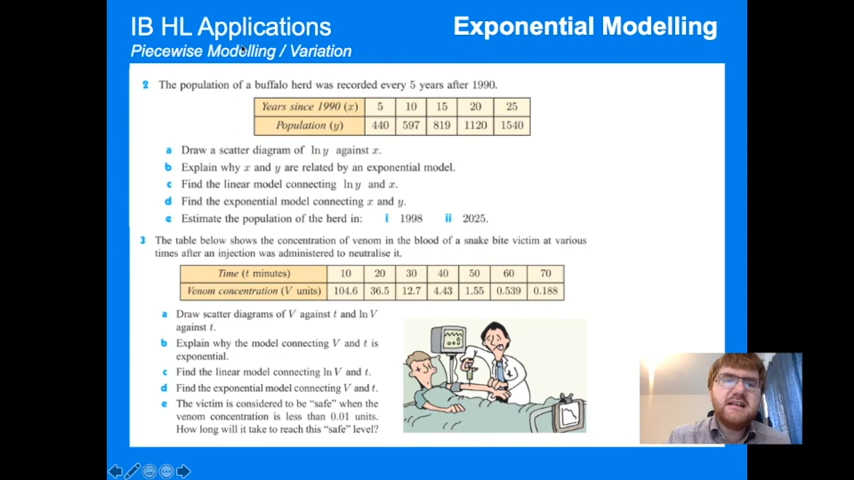 IB HL Applications
Exponential Modelling
Piecewise Modelling / Variation
2 The population of a buffalo herd was recorded every 5 years after 1990.
Years since 1990 (x) 5 10 15 20 25
Population (y) 440 597 819 1120 1540
a Draw a scatter diagram of ln y against x.
b Explain why x and y are related by an exponential model.
c Find the linear model connecting ln y and x.
d Find the exponential model connecting x and y.
e Estimate the population of the herd in: i 1998 ii 2025.
3 The table below shows the concentration of venom in the blood of a snake bite victim at various
times after an injection was administered to neutralise it.
Time (t minutes) 10 20 30 40 50 60 70
Venom concentration (V units) 104.6 36.5 12.7 4.43 1.55 0.539 0.188
a Draw scatter diagrams of V against t and ln V
against t.
b Explain why the model connecting V and t is
exponential.
c Find the linear model connecting ln V and t.
d Find the exponential model connecting V and t.
e The victim is considered to be “safe” when the
venom concentration is less than 0.01 units.
How long will it take to reach this “safe” level?